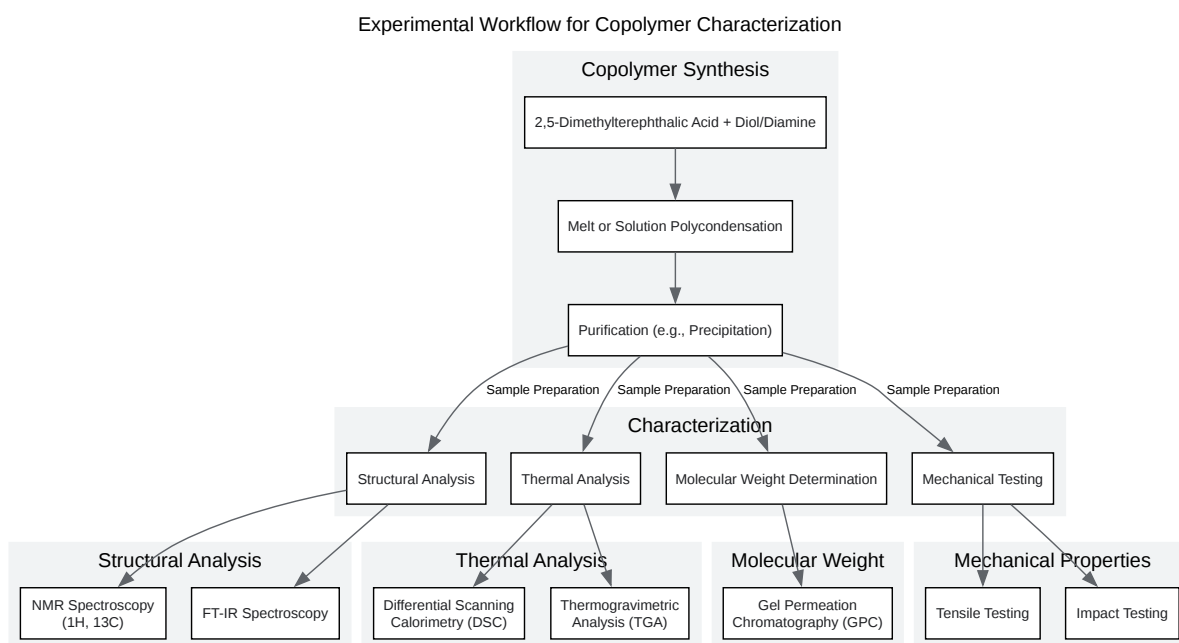 Experimental Workflow for Copolymer Characterization
Copolymer Synthesis
2,5-Dimethylterephthalic Acid + Diol/Diamine
Melt or Solution Polycondensation
Purification (e.g., Precipitation)
Sample Preparation
Sample Preparation
Sample Preparation
Sample Preparation
Characterization
Structural Analysis
Thermal Analysis
Molecular Weight Determination
Mechanical Testing
Structural Analysis
NMR Spectroscopy
(1H, 13C)
FT-IR Spectroscopy
Thermal Analysis
Differential Scanning
Calorimetry (DSC)
Thermogravimetric
Analysis (TGA)
Molecular Weight
Gel Permeation
Chromatography (GPC)
Mechanical Properties
Tensile Testing
Impact Testing